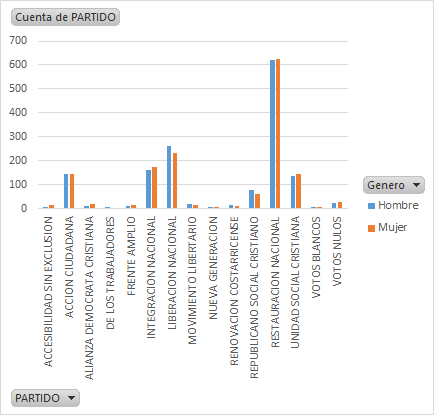 Cuenta de PARTIDO
700
600
500
400
300
200
100
0
Genero
Hombre
Mujer
ACCESIBILIDAD SIN EXCLUSION
ACCION CIUDADANA
ALIANZA DEMOCRATA CRISTIANA
DE LOS TRABAJADORES
FRENTE AMPLIO
INTEGRACION NACIONAL
LIBERACION NACIONAL
MOVIMIENTO LIBERTARIO
NUEVA GENERACION
RENOVACION COSTARRICENSE
REPUBLICANO SOCIAL CRISTIANO
RESTAURACION NACIONAL
UNIDAD SOCIAL CRISTIANA
VOTOS BLANCOS
VOTOS NULOS
PARTIDO